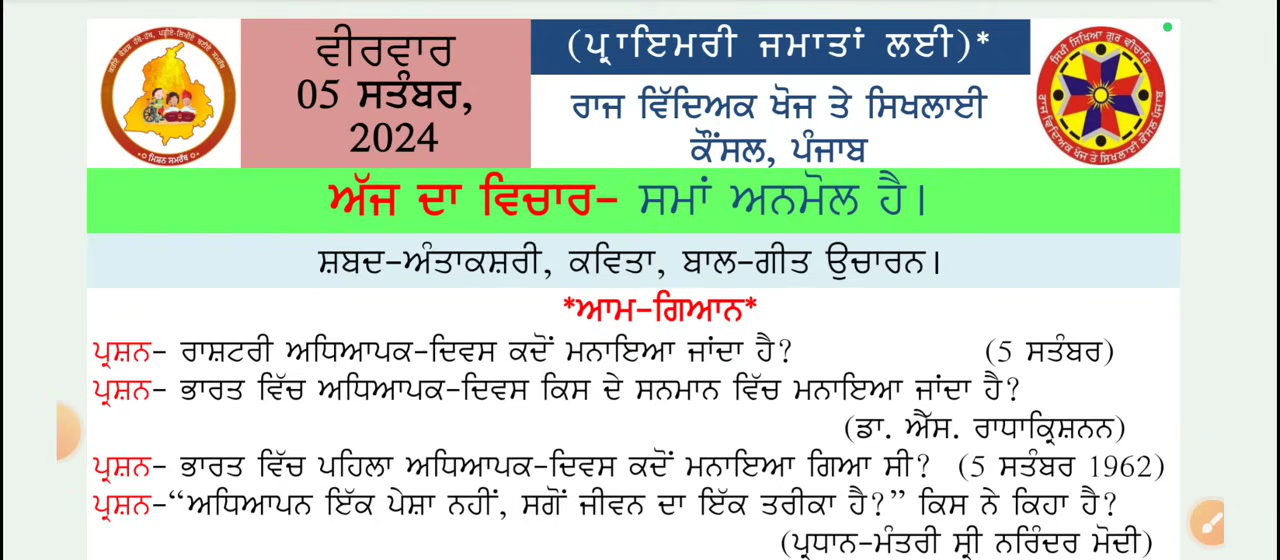 ਵੀਰਵਾਰ
05 ਸਤੰਬਰ,
2024
(ਪ੍ਰਾਇਮਰੀ ਜਮਾਤਾਂ ਲਈ)*
ਰਾਜ ਵਿੱਦਿਅਕ ਖੋਜ ਤੇ ਸਿਖਲਾਈ
ਕੌਂਸਲ, ਪੰਜਾਬ
ਅੱਜ ਦਾ ਵਿਚਾਰ- ਸਮਾਂ ਅਨਮੋਲ ਹੈ।
ਸ਼ਬਦ-ਅੰਤਾਕਸ਼ਰੀ, ਕਵਿਤਾ, ਬਾਲ-ਗੀਤ ਉਚਾਰਨ।
*ਆਮ-ਗਿਆਨ*
ਪ੍ਰਸ਼ਨ- ਰਾਸ਼ਟਰੀ ਅਧਿਆਪਕ-ਦਿਵਸ ਕਦੋਂ ਮਨਾਇਆ ਜਾਂਦਾ ਹੈ? (5 ਸਤੰਬਰ)
ਪ੍ਰਸ਼ਨ- ਭਾਰਤ ਵਿੱਚ ਅਧਿਆਪਕ-ਦਿਵਸ ਕਿਸ ਦੇ ਸਨਮਾਨ ਵਿੱਚ ਮਨਾਇਆ ਜਾਂਦਾ ਹੈ?
(ਡਾ. ਐੱਸ. ਰਾਧਾਕ੍ਰਿਸ਼ਨਨ)
ਪ੍ਰਸ਼ਨ- ਭਾਰਤ ਵਿੱਚ ਪਹਿਲਾ ਅਧਿਆਪਕ-ਦਿਵਸ ਕਦੋਂ ਮਨਾਇਆ ਗਿਆ ਸੀ? (5 ਸਤੰਬਰ 1962)
ਪ੍ਰਸ਼ਨ-“ਅਧਿਆਪਨ ਇੱਕ ਪੇਸ਼ਾ ਨਹੀਂ, ਸਗੋਂ ਜੀਵਨ ਦਾ ਇੱਕ ਤਰੀਕਾ ਹੈ?” ਕਿਸ ਨੇ ਕਿਹਾ ਹੈ?
(ਪ੍ਰਧਾਨ-ਮੰਤਰੀ ਸ੍ਰੀ ਨਰਿੰਦਰ ਮੋਦੀ)
ਮਿਸ਼ਨ ਸਮਰੱਥ